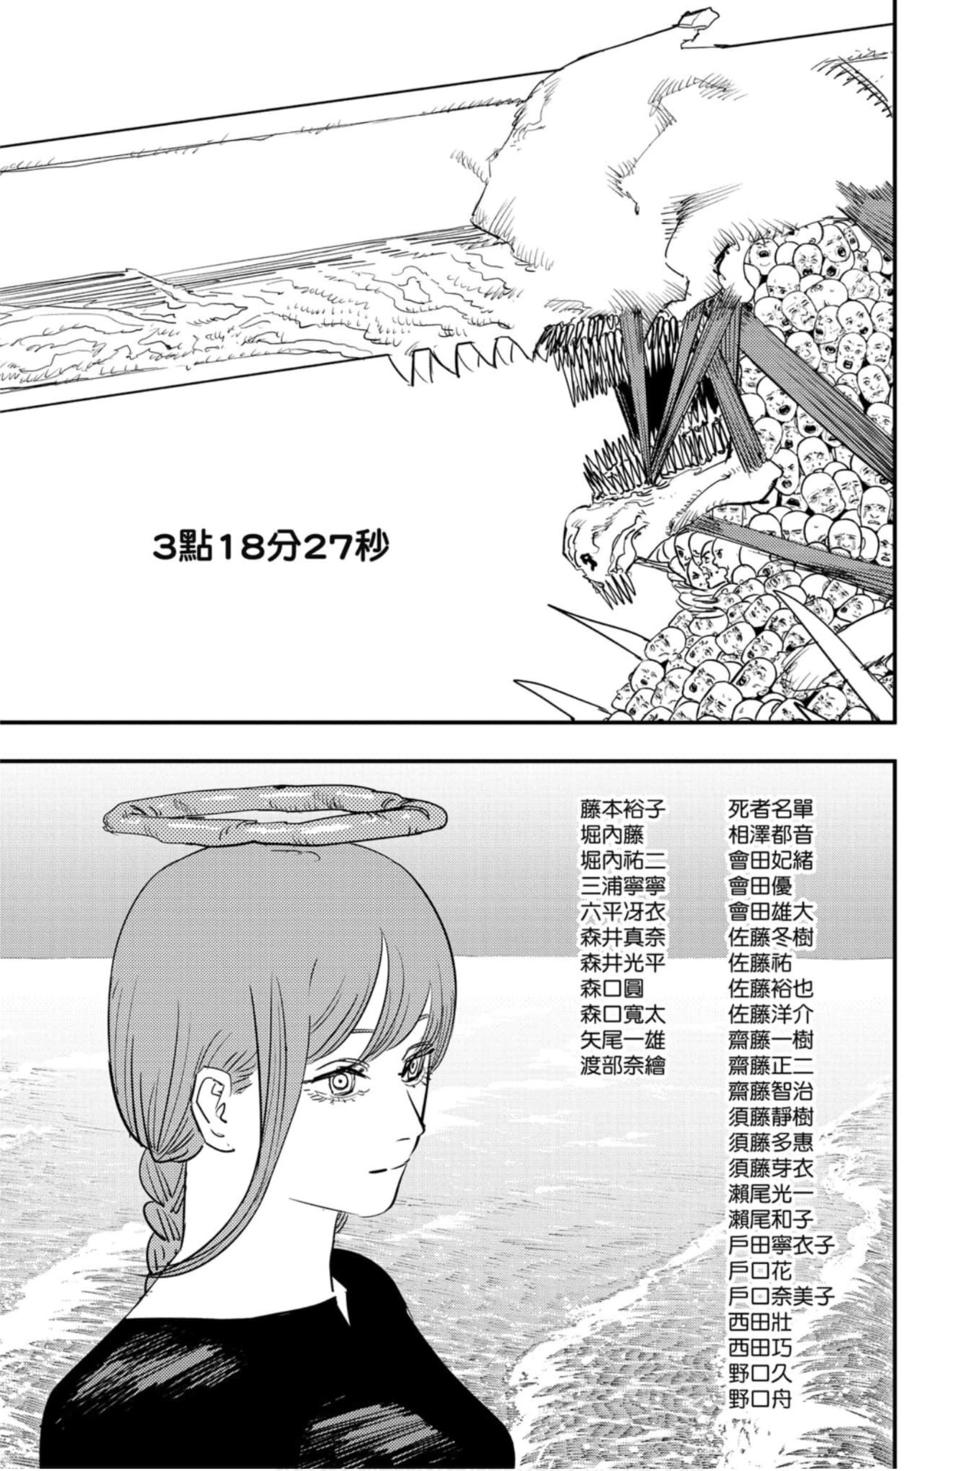 3點18分27秒
死者名單
相澤都音
會田妃緒
會田優
會田雄大
佐藤冬樹
佐藤祐
佐藤裕也
佐藤洋介
齋藤一樹
齋藤正二
齋藤智治
須藤靜樹
須藤多惠
須藤芽衣
瀨尾光一
瀨尾和子
戶田寧衣子
戶口花
戶口奈美子
西田壯
西田巧
野口久
野口舟
藤本裕子
堀內藤
堀內祐二
三浦寧寧
六平冴衣
森井真奈
森井光平
森口圓
森口寬太
矢尾一雄
渡部奈繪